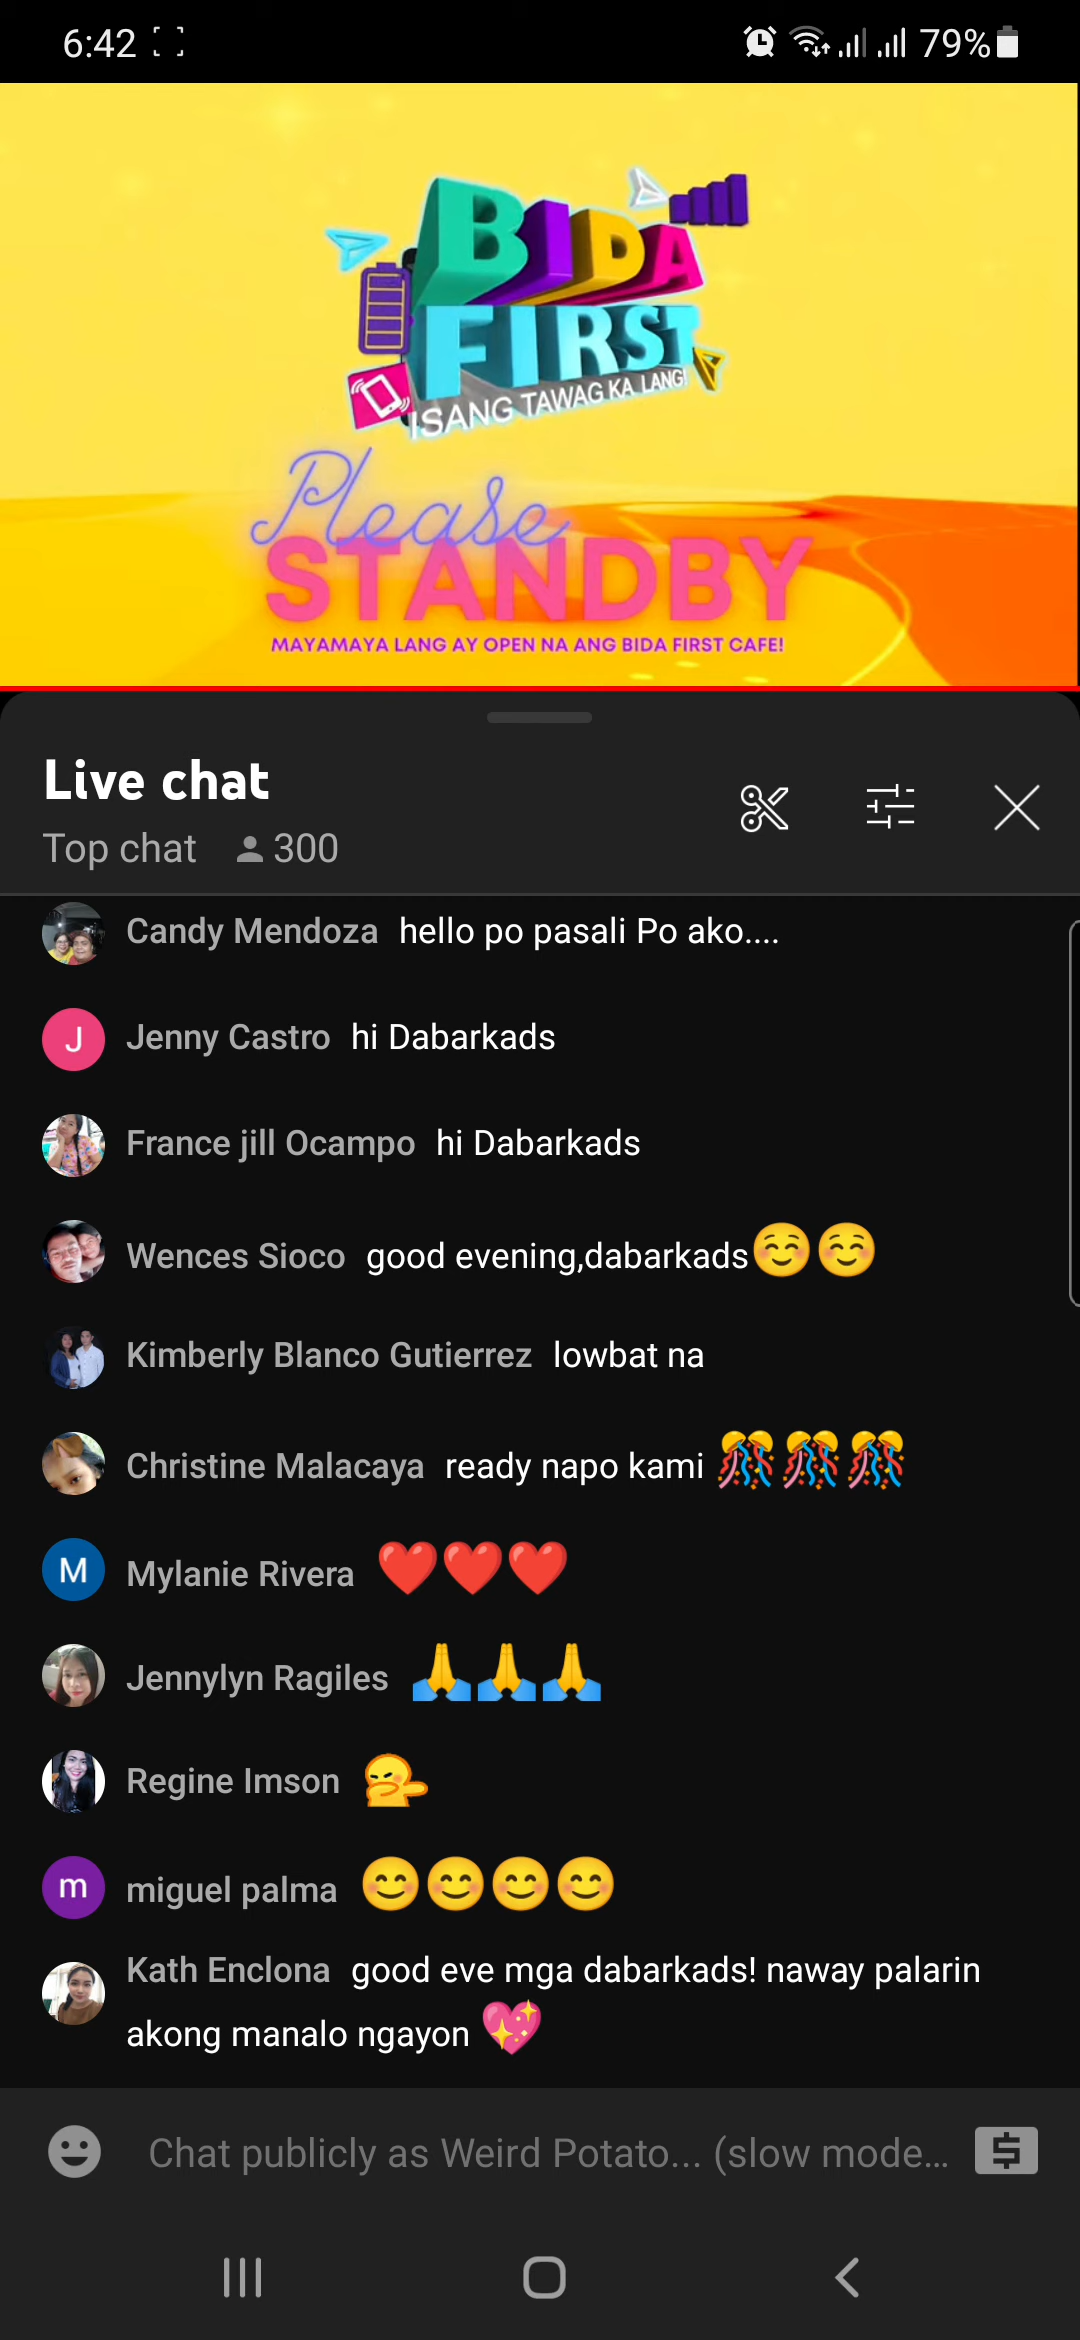 6:42 79%
BIDA
FIRST
ISANG TAWAG KA LANG!
Please
STANDBY
MAYAMAYA LANG AY OPEN NA ANG BIDA FIRST CAFE!
Live chat
Top chat 300
Candy Mendoza hello po pasali Po ako....
J Jenny Castro hi Dabarkads
France jill Ocampo hi Dabarkads
Wences Sioco good evening,dabarkads☺️☺️
Kimberly Blanco Gutierrez lowbat na
Christine Malacaya ready napo kami 🎊🎊🎊
M Mylanie Rivera ❤️❤️❤️
Jennylyn Ragiles 🙏🙏🙏
Regine Imson
m miguel palma 😊😊😊😊
Kath Enclona good eve mga dabarkads! naway palarin
akong manalo ngayon 💖
Chat publicly as Weird Potato... (slow mode... $